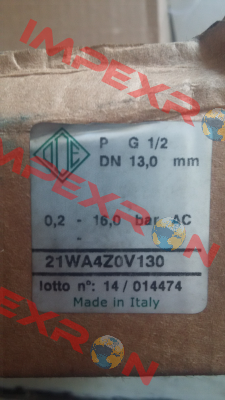 IMPEXRON
ODE
P G 1/2
DN 13,0 mm
0,2 - 16,0 bar AC
-
21WA4Z0V130
lotto n°: 14 / 014474
Made in Italy
IMPEXRON